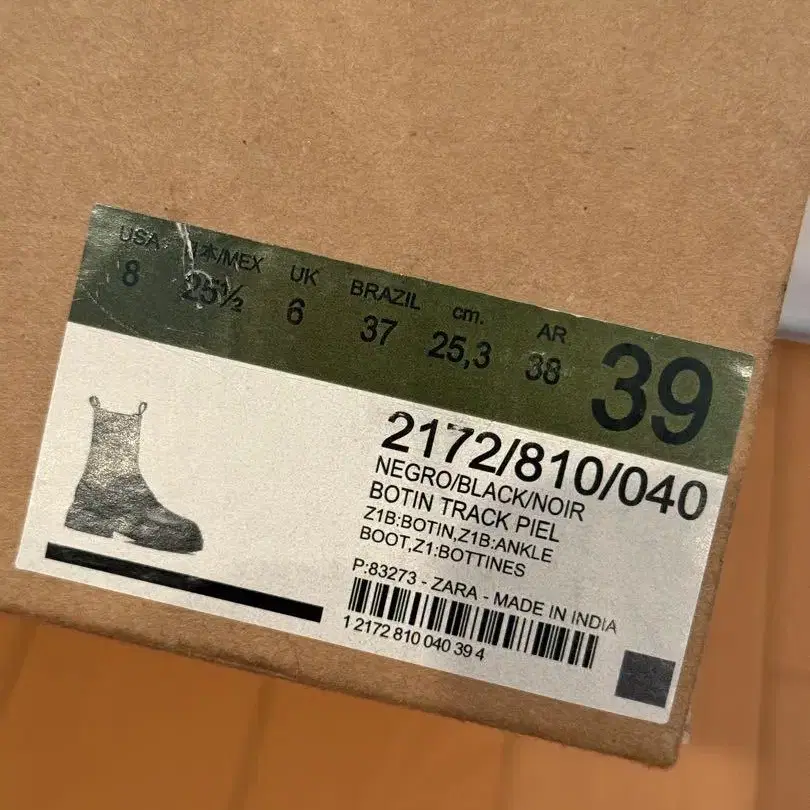 USA 日本/MEX UK BRAZIL cm. AR
8 25½ 6 37 25,3 38 39
2172/810/040
NEGRO/BLACK/NOIR
BOTIN TRACK PIEL
Z1B:BOTIN,Z1B:ANKLE
BOOT,Z1:BOTTINES
P:83273 - ZARA - MADE IN INDIA
1 2172 810 040 39 4